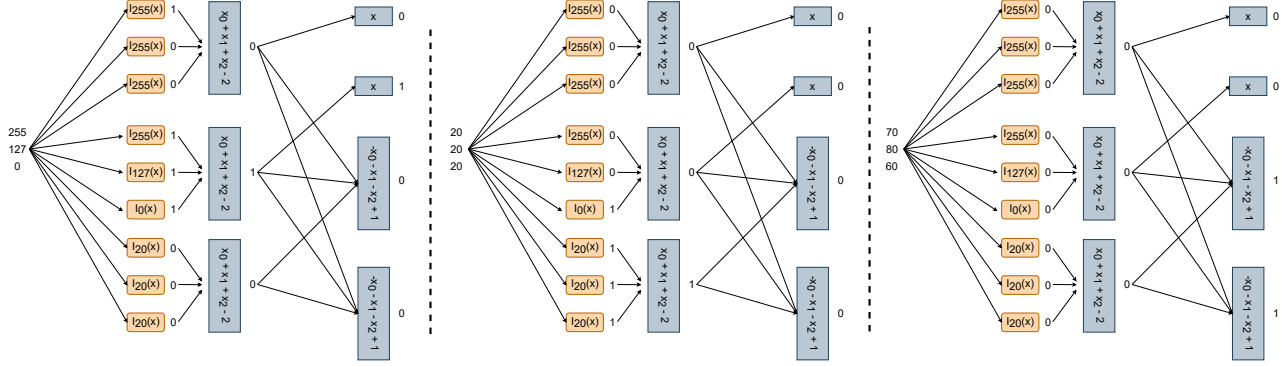 255
127
0
I255(x) 1
I255(x) 0
I255(x) 0
I255(x) 1
I127(x) 1
I0(x) 1
I20(x) 0
I20(x) 0
I20(x) 0
x0 + x1 + x2 - 2
x0 + x1 + x2 - 2
x0 + x1 + x2 - 2
0
1
0
x 0
x 1
-x0 - x1 - x2 + 1 0
-x0 - x1 - x2 + 1 0
20
20
20
I255(x) 0
I255(x) 0
I255(x) 0
I255(x) 0
I127(x) 0
I0(x) 1
I20(x) 1
I20(x) 1
I20(x) 1
x0 + x1 + x2 - 2
x0 + x1 + x2 - 2
x0 + x1 + x2 - 2
0
0
1
x 0
x 0
-x0 - x1 - x2 + 1 0
-x0 - x1 - x2 + 1 0
70
80
60
I255(x) 0
I255(x) 0
I255(x) 0
I255(x) 0
I127(x) 0
I0(x) 0
I20(x) 0
I20(x) 0
I20(x) 0
x0 + x1 + x2 - 2
x0 + x1 + x2 - 2
x0 + x1 + x2 - 2
0
0
0
x 0
x 0
-x0 - x1 - x2 + 1 1
-x0 - x1 - x2 + 1 1